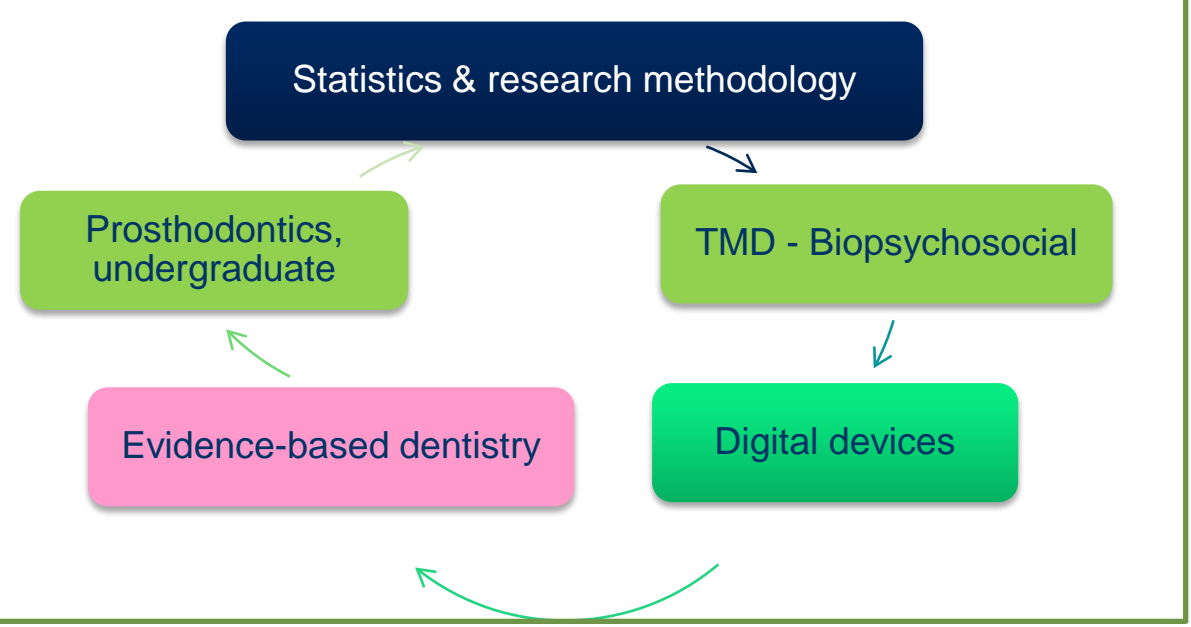 Statistics & research methodology
TMD - Biopsychosocial
Digital devices
Evidence-based dentistry
Prosthodontics,
undergraduate